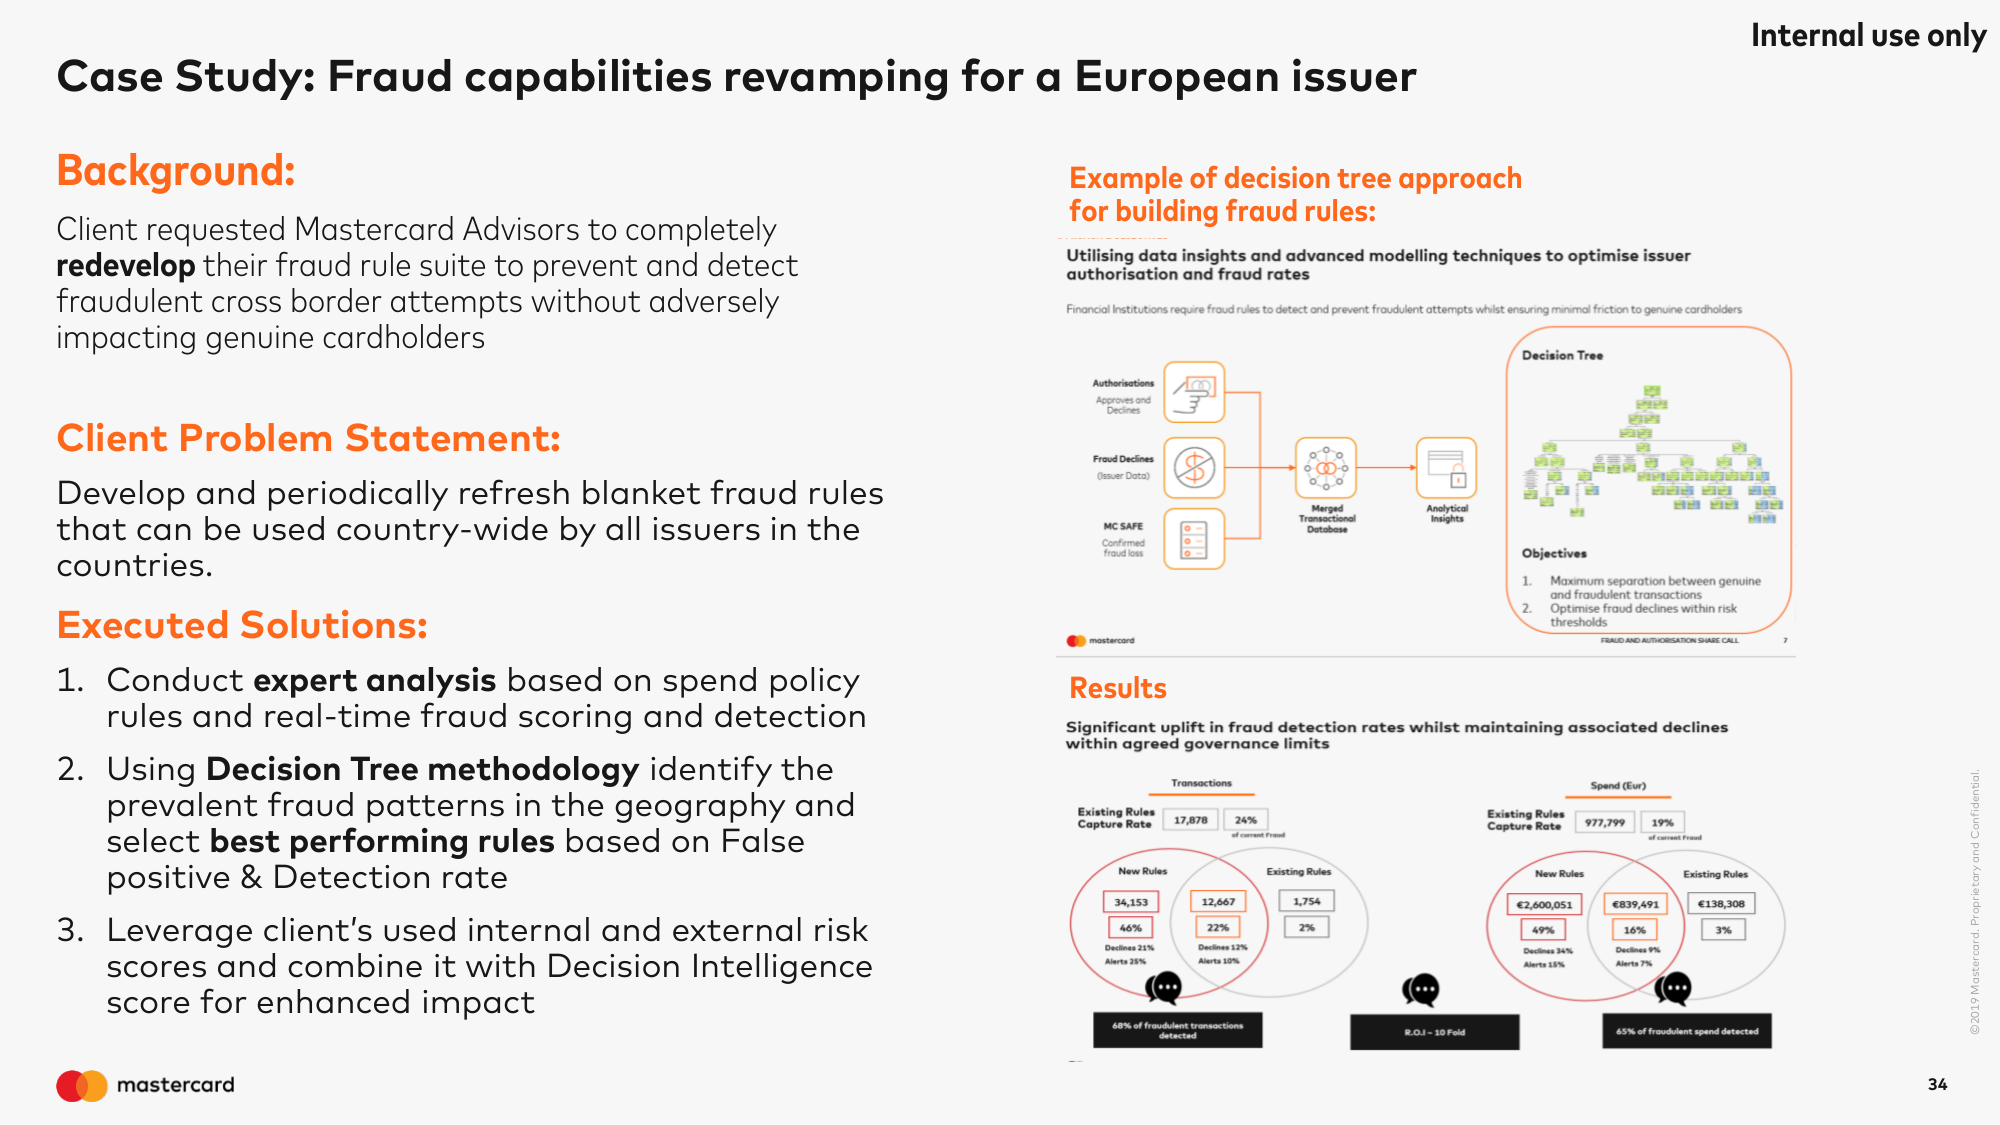 Internal use only
Case Study: Fraud capabilities revamping for a European issuer
Background:
Client requested Mastercard Advisors to completely
redevelop their fraud rule suite to prevent and detect
fraudulent cross border attempts without adversely
impacting genuine cardholders
Client Problem Statement:
Develop and periodically refresh blanket fraud rules
that can be used country-wide by all issuers in the
countries.
Executed Solutions:
1. Conduct expert analysis based on spend policy
rules and real-time fraud scoring and detection
2. Using Decision Tree methodology identify the
prevalent fraud patterns in the geography and
select best performing rules based on False
positive & Detection rate
3. Leverage client's used internal and external risk
scores and combine it with Decision Intelligence
score for enhanced impact
Example of decision tree approach
for building fraud rules:
Utilising data insights and advanced modelling techniques to optimise issuer
authorisation and fraud rates
Financial Institutions require fraud rules to detect and prevent fraudulent attempts whilst ensuring minimal friction to genuine cardholders
Authorisations
Approves and
Declines
Fraud Declines
(Issuer Data)
MC SAFE
Confirmed
fraud loss
Merged
Transactional
Database
Analytical
Insights
Decision Tree
Objectives
1. Maximum separation between genuine
and fraudulent transactions
2. Optimise fraud declines within risk
thresholds
mastercard
FRAUD AND AUTHORISATION SHARE CALL 7
Results
Significant uplift in fraud detection rates whilst maintaining associated declines
within agreed governance limits
Transactions
Existing Rules
Capture Rate
17,878
24%
of current Fraud
New Rules
Existing Rules
34,153
12,667
1,754
46%
22%
2%
Declines 21%
Declines 12%
Alerts 25%
Alerts 10%
68% of fraudulent transactions
detected
R.O.I – 10 Fold
Spend (Eur)
Existing Rules
Capture Rate
977,799
19%
of current Fraud
New Rules
Existing Rules
€2,600,051
€839,491
€138,308
49%
16%
3%
Declines 34%
Declines 9%
Alerts 15%
Alerts 7%
65% of fraudulent spend detected
©2019 Mastercard. Proprietary and Confidential.
mastercard
34